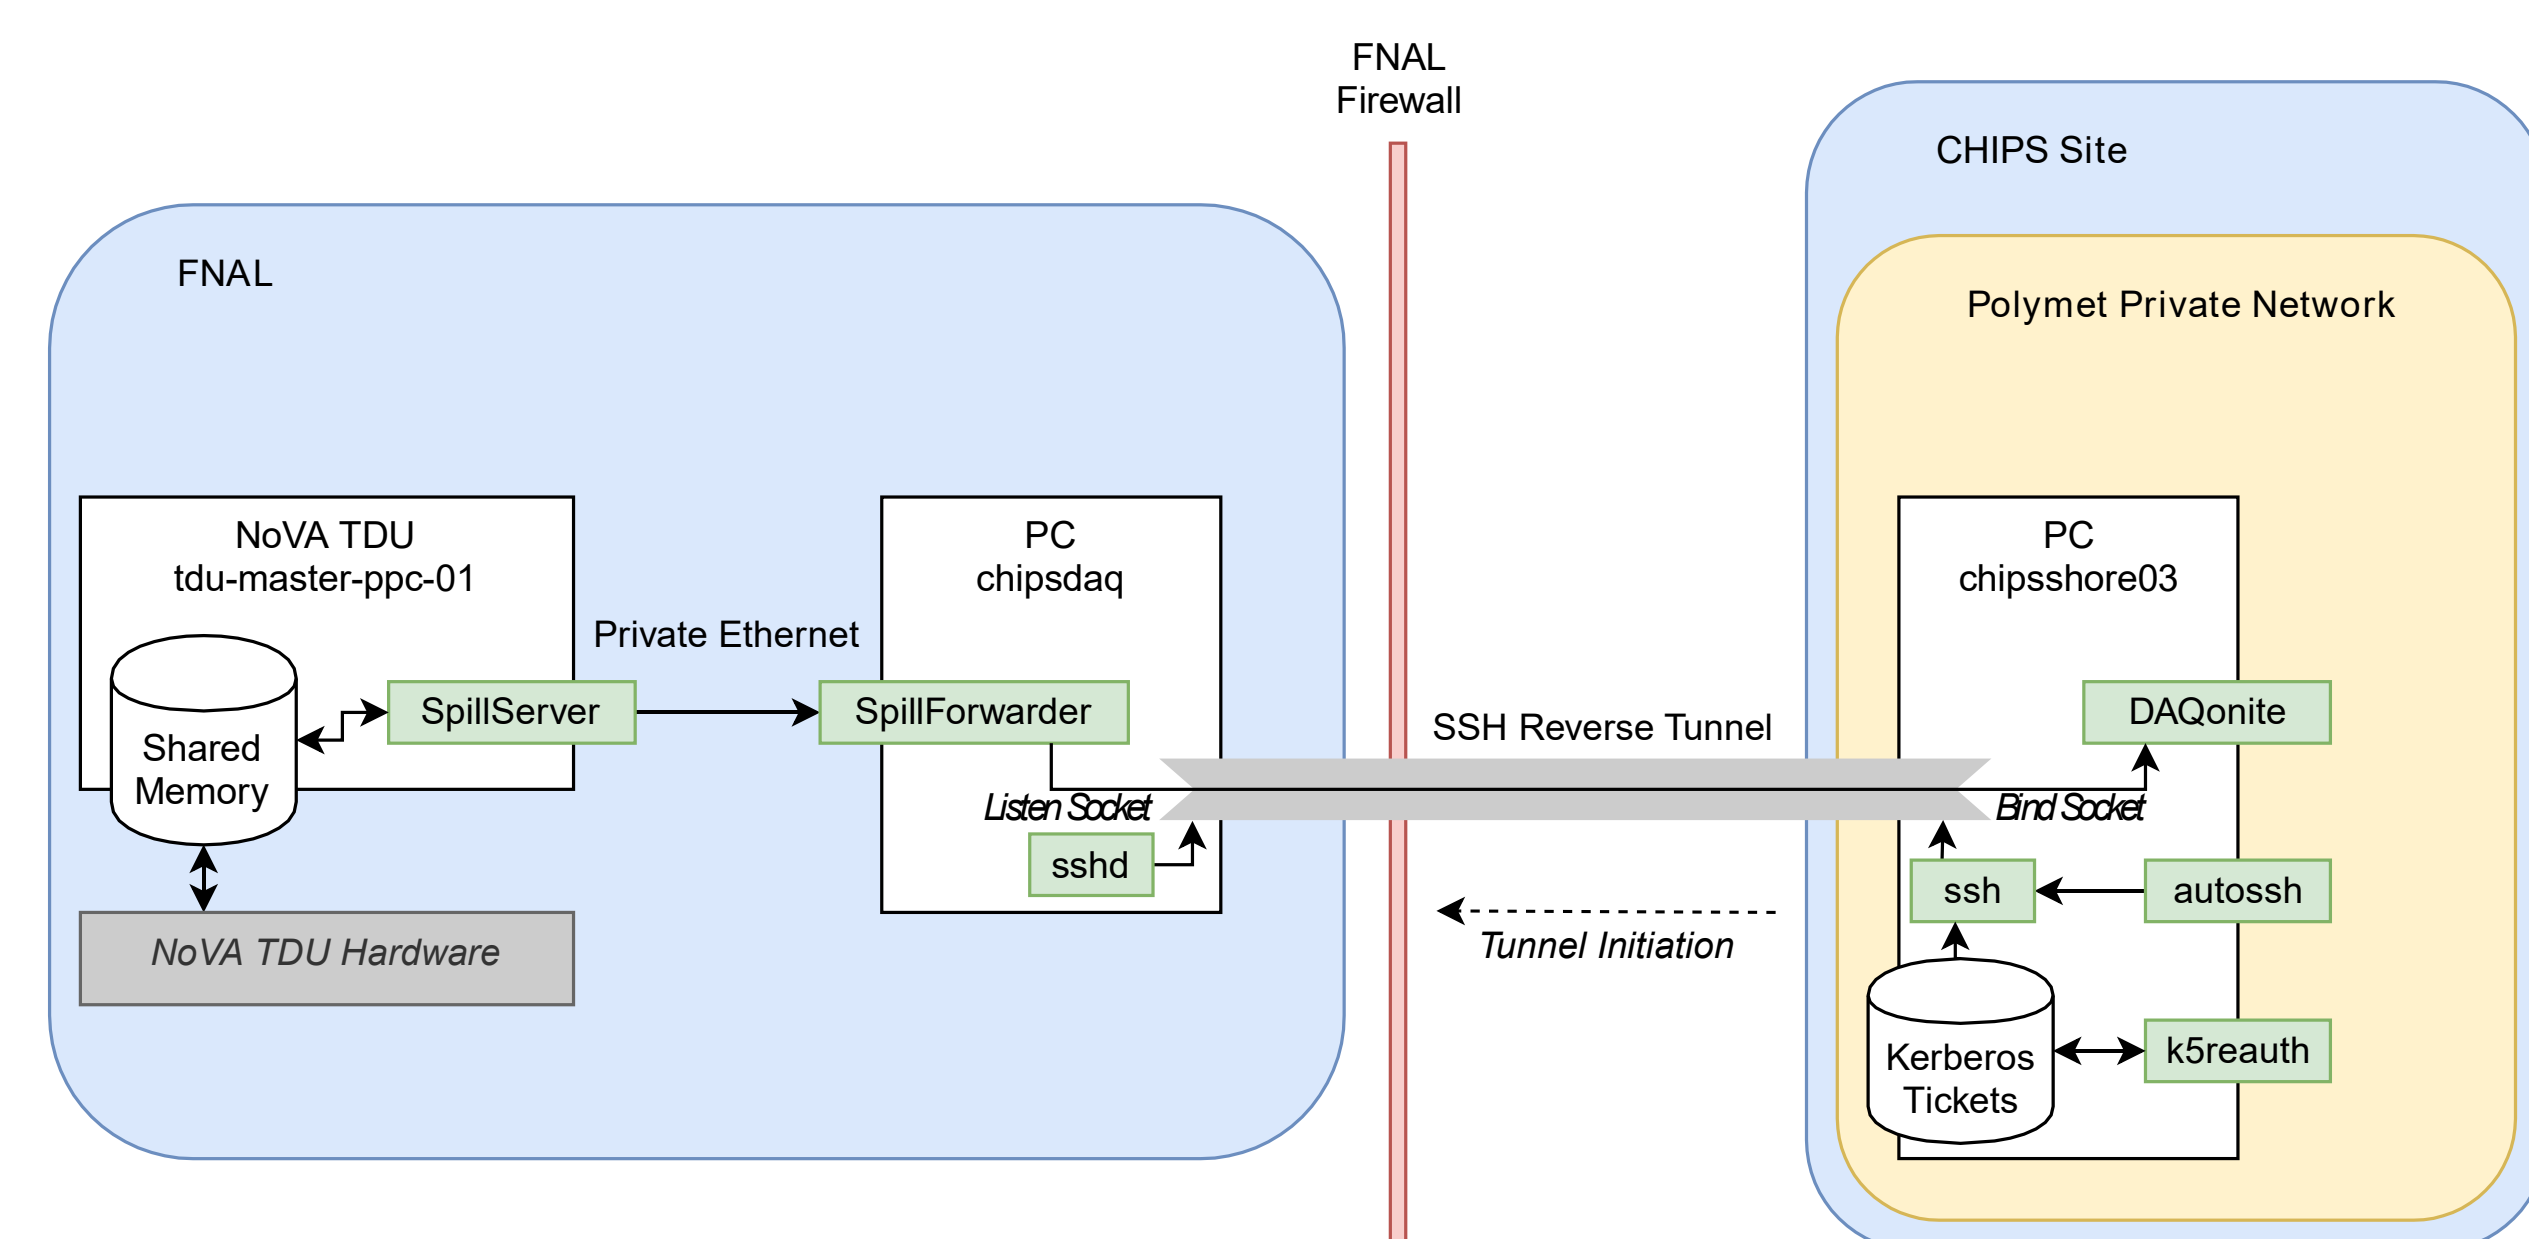 FNAL
Firewall
CHIPS Site
FNAL
Polymet Private Network
NoVA TDU
tdu-master-ppc-01
PC
chipsdaq
PC
chipsshore03
Private Ethernet
SpillServer
SpillForwarder
SSH Reverse Tunnel
DAQonite
Shared
Memory
Listen Socket
Bind Socket
sshd
ssh
autossh
NoVA TDU Hardware
Tunnel Initiation
Kerberos
Tickets
k5reauth